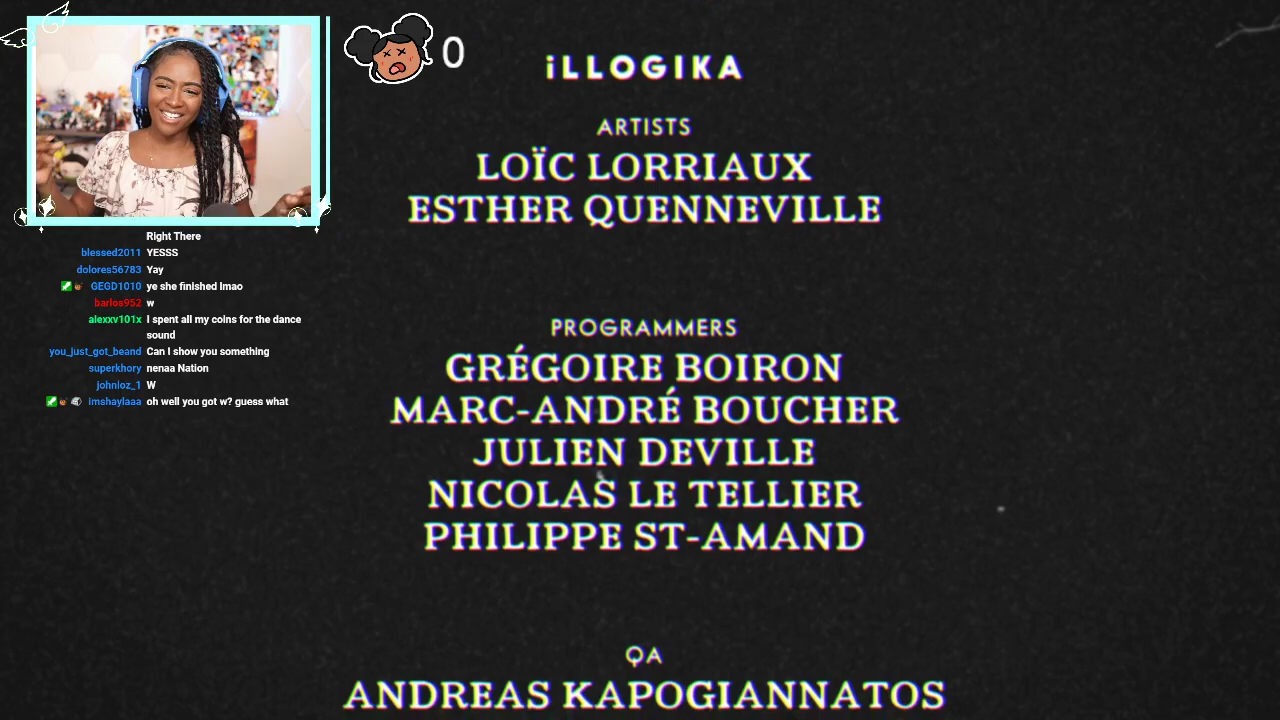 0
iLLOGIKA
ARTISTS
LOÏC LORRIAUX
ESTHER QUENNEVILLE
PROGRAMMERS
GRÉGOIRE BOIRON
MARC-ANDRÉ BOUCHER
JULIEN DEVILLE
NICOLAS LE TELLIER
PHILIPPE ST-AMAND
QA
ANDREAS KAPOGIANNATOS
Right There
blessed2011 YESSS
dolores56783 Yay
GEGD1010 ye she finished lmao
barlos952 w
alexxv101x I spent all my coins for the dance
sound
you_just_got_beand Can I show you something
superkhory nenaa Nation
johnloz_1 W
imshaylaaa oh well you got w? guess what